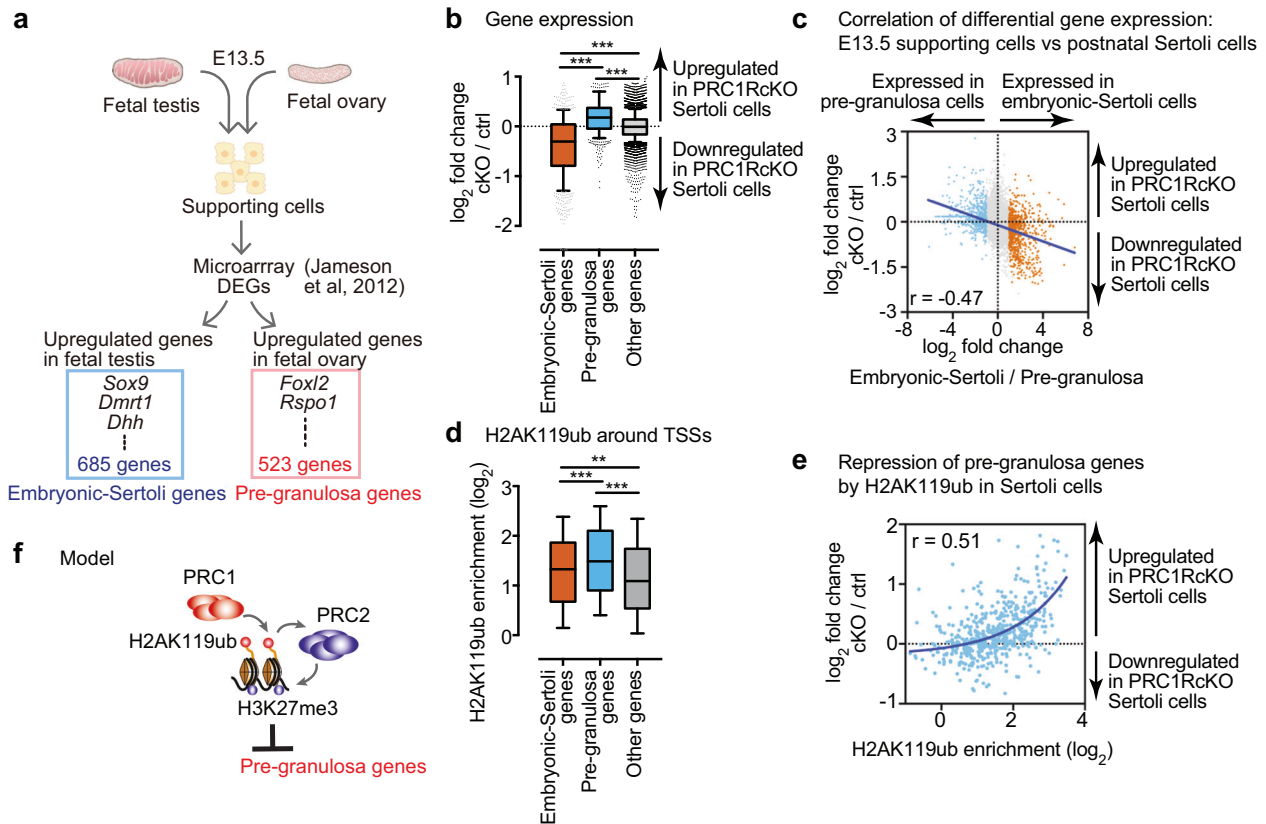 a
E13.5
Fetal testis
Fetal ovary
Supporting cells
Microarrray
DEGs
(Jameson
et al, 2012)
Upregulated genes
in fetal testis
Sox9
Dmrt1
Dhh
685 genes
Embryonic-Sertoli genes
Upregulated genes
in fetal ovary
Foxl2
Rspo1
523 genes
Pre-granulosa genes
b
Gene expression
***
***
***
log2 fold change
cKO / ctrl
1
0
-1
-2
Embryonic-Sertoli
genes
Pre-granulosa
genes
Other genes
Upregulated
in PRC1RcKO
Sertoli cells
Downregulated
in PRC1RcKO
Sertoli cells
c
Correlation of differential gene expression:
E13.5 supporting cells vs postnatal Sertoli cells
Expressed in
pre-granulosa cells
Expressed in
embryonic-Sertoli cells
log2 fold change
cKO / ctrl
3
1.5
0
-1.5
-3
r = -0.47
-8
-4
0
4
8
log2 fold change
Embryonic-Sertoli / Pre-granulosa
Upregulated
in PRC1RcKO
Sertoli cells
Downregulated
in PRC1RcKO
Sertoli cells
d
H2AK119ub around TSSs
**
***
***
H2AK119ub enrichment (log2)
3
2
1
0
Embryonic-Sertoli
genes
Pre-granulosa
genes
Other genes
e
Repression of pre-granulosa genes
by H2AK119ub in Sertoli cells
log2 fold change
cKO / ctrl
2
1
0
-1
r = 0.51
0
2
4
H2AK119ub enrichment (log2)
Upregulated
in PRC1RcKO
Sertoli cells
Downregulated
in PRC1RcKO
Sertoli cells
f
Model
PRC1
PRC2
H2AK119ub
H3K27me3
Pre-granulosa genes